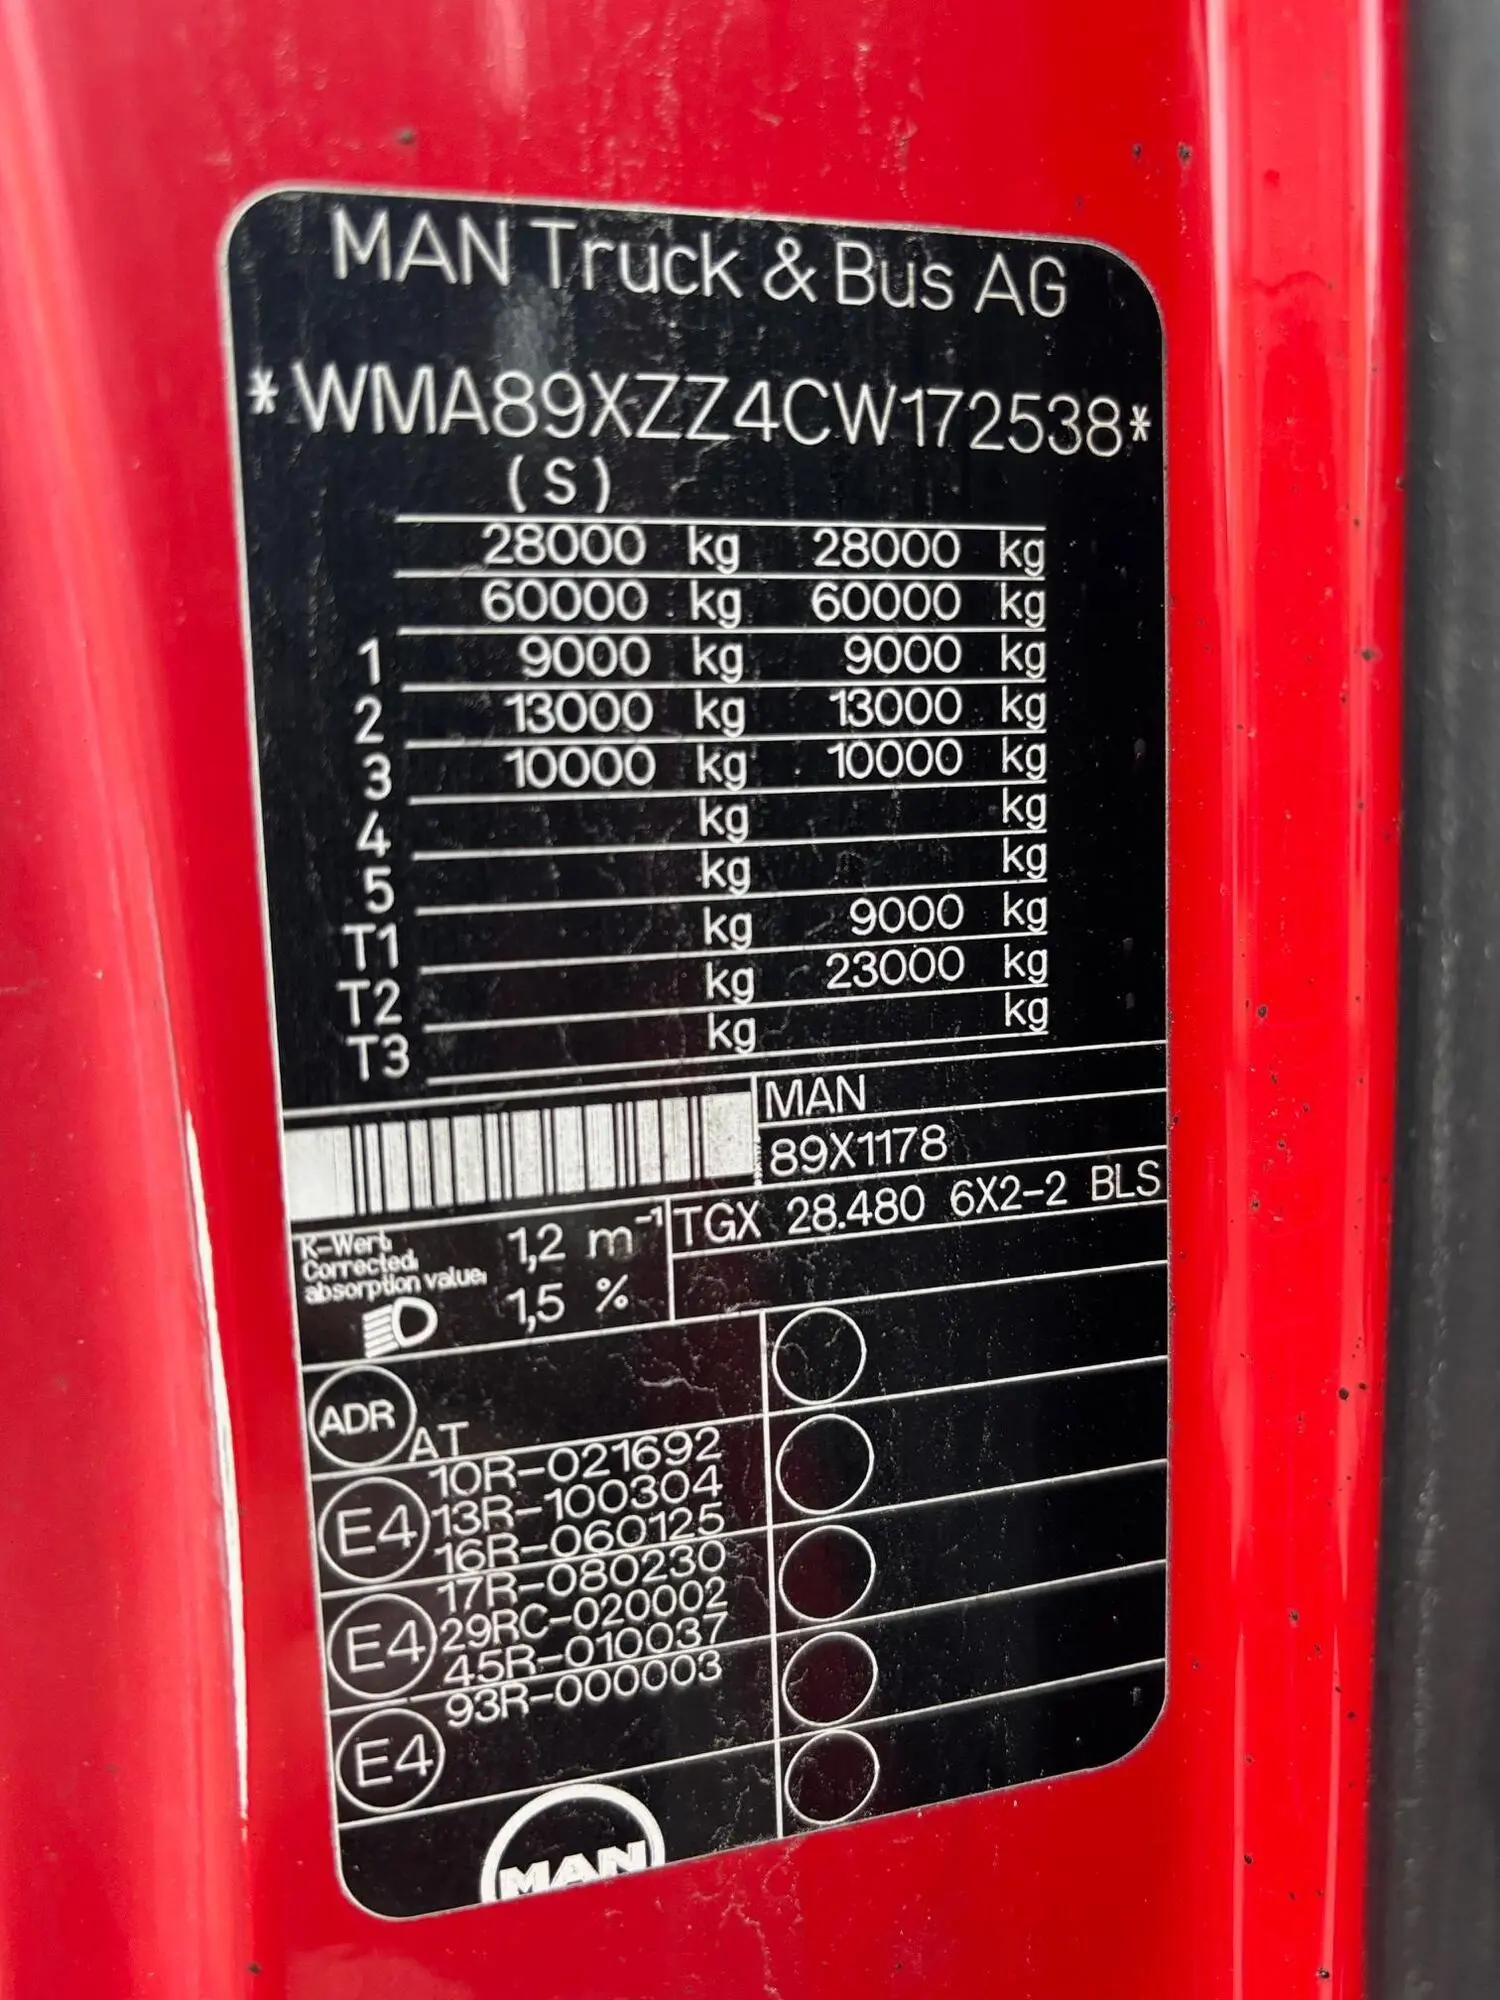 MAN Truck & Bus AG
*WMA89XZZ4CW172538*
(S)
28000 kg 28000 kg
60000 kg 60000 kg
1 9000 kg 9000 kg
2 13000 kg 13000 kg
3 10000 kg 10000 kg
4 kg kg
5 kg kg
T1 kg 9000 kg
T2 kg 23000 kg
T3 kg kg
MAN
89X1178
K-Wert, 1,2 m-1 TGX 28.480 6X2-2 BLS
Corrected,
absorption value,
1,5 %
ADR AT
10R-021692
E4 13R-100304
16R-060125
17R-080230
E4 29RC-020002
45R-010037
93R-000003
E4
MAN